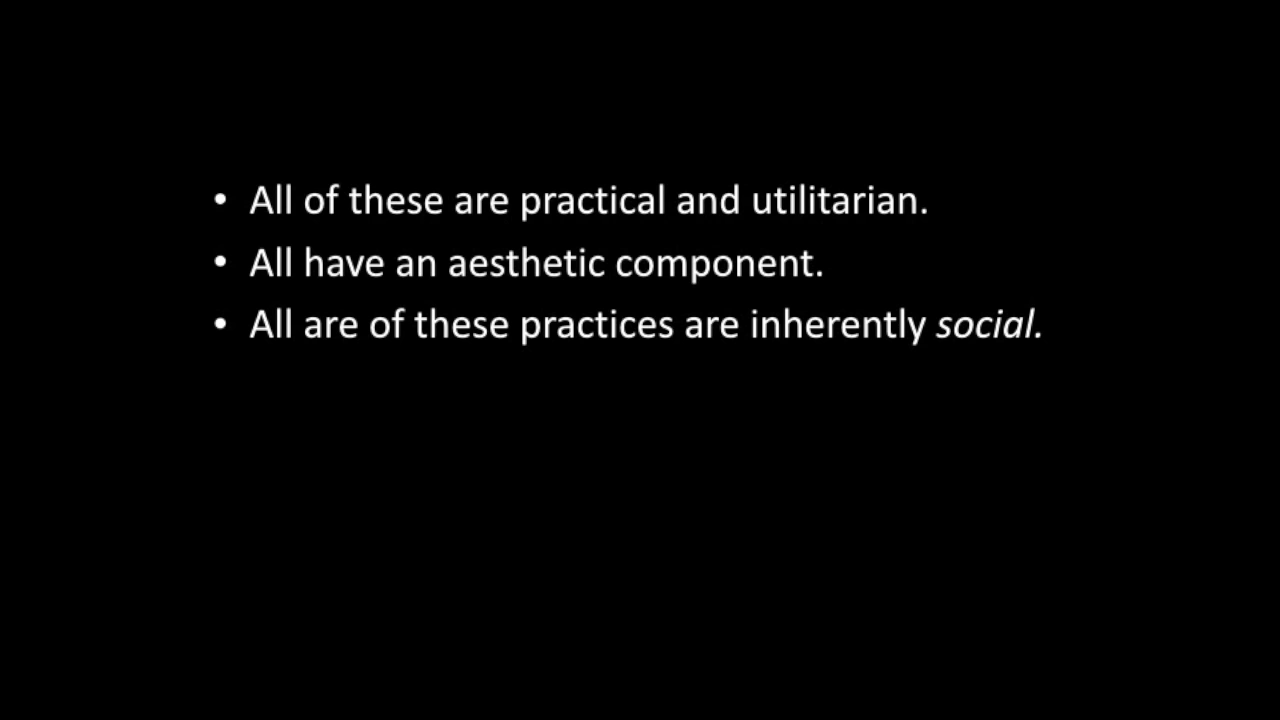 • All of these are practical and utilitarian.
• All have an aesthetic component.
• All are of these practices are inherently social.